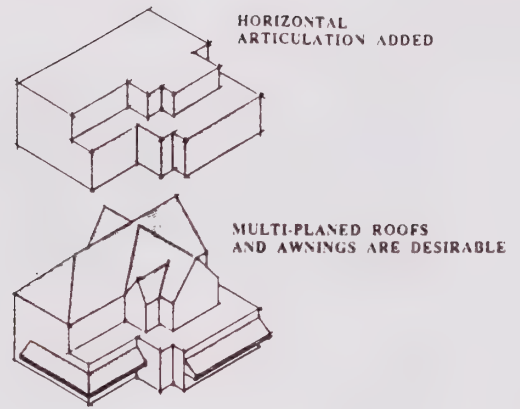 HORIZONTAL
ARTICULATION ADDED
MULTI-PLANED ROOFS
AND AWNINGS ARE DESIRABLE